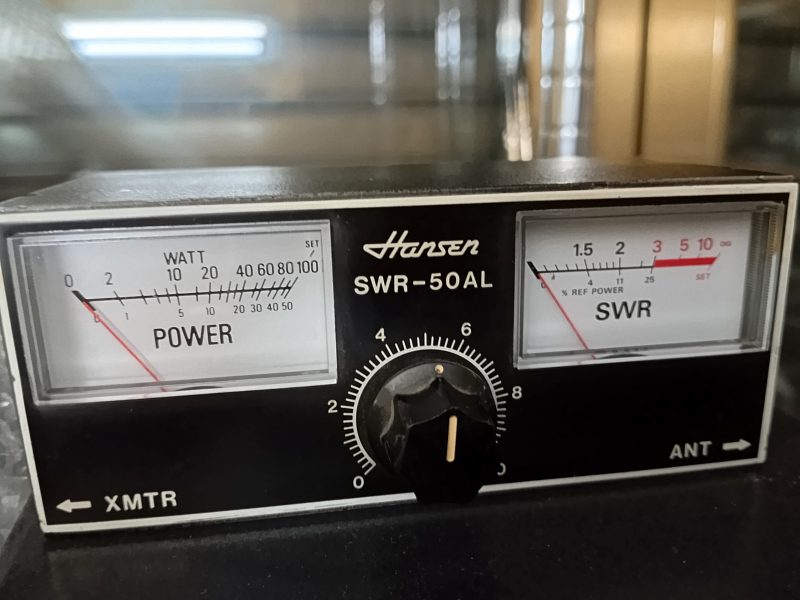 Hansen
SWR-50AL
SET
WATT
0 2 10 20 40 60 80 100
0 1 5 10 20 30 40 50
POWER
1.5 2 3 5 10 ∞
4 11 25 SET
% REF POWER
SWR
0 2 4 6 8
← XMTR
ANT →